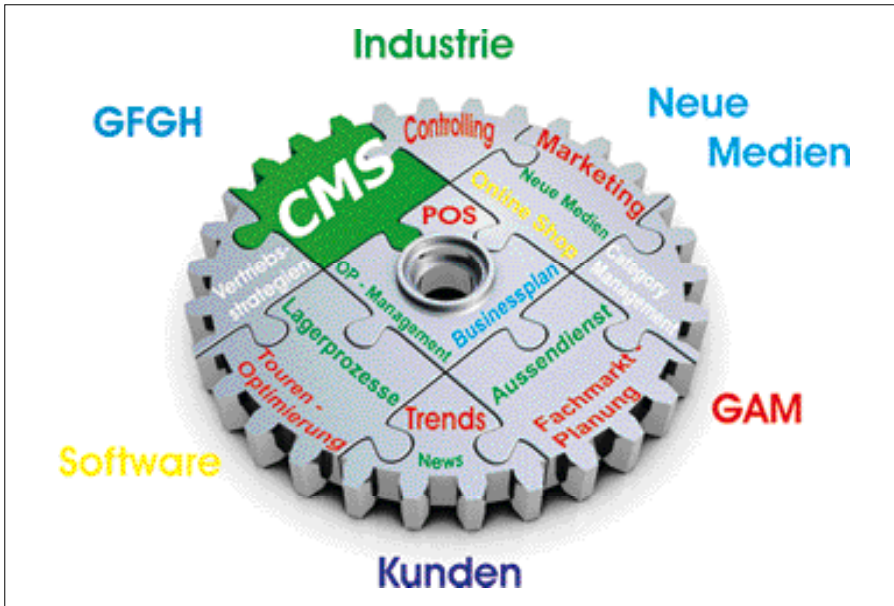 Industrie
GFGH
Neue
Medien
Controlling
Marketing
CMS
Neue Medien
Online Shop
POS
Category
Management
Vertriebs-
strategien
OP - Management
Businessplan
Lagerprozesse
Aussendienst
Touren -
Optimierung
Trends
Fachmarkt -
Planung
News
GAM
Software
Kunden